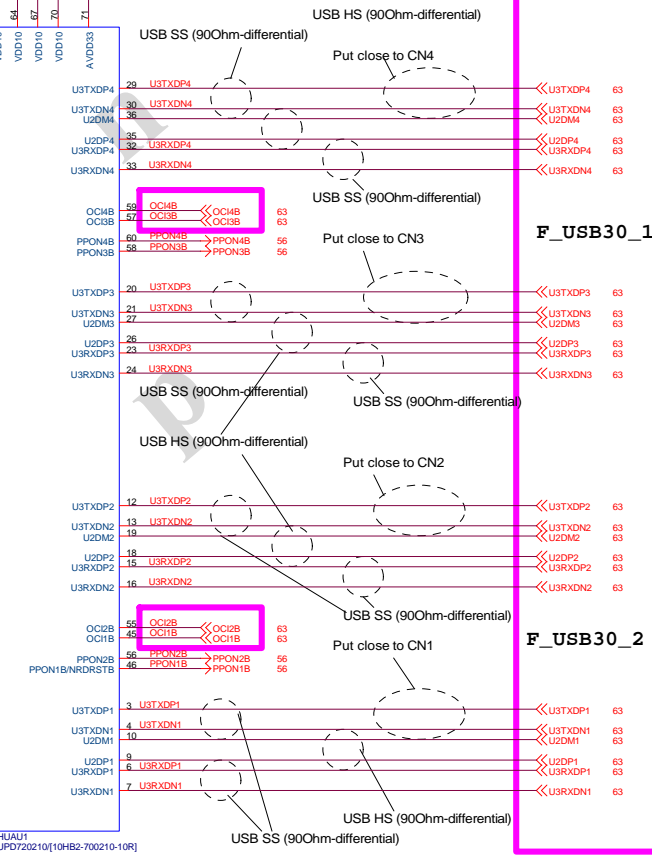 USB HS (90Ohm-differential)
64 67 70 71
VDD10 VDD10 VDD10 AVDD33
USB SS (90Ohm-differential)
Put close to CN4
U3TXDP4 29 U3TXDP4 U3TXDP4 63
U3TXDN4 30 U3TXDN4 U3TXDN4 63
U2DM4 36 U2DM4 63
U2DP4 35 U2DP4 63
U3RXDP4 32 U3RXDP4 U3RXDP4 63
U3RXDN4 33 U3RXDN4 U3RXDN4 63
USB SS (90Ohm-differential)
OCI4B 59 OCI4B OCI4B 63
OCI3B 57 OCI3B OCI3B 63
F_USB30_1
PPON4B 60 PPON4B PPON4B 56
PPON3B 58 PPON3B PPON3B 56
Put close to CN3
U3TXDP3 20 U3TXDP3 U3TXDP3 63
U3TXDN3 21 U3TXDN3 U3TXDN3 63
U2DM3 27 U2DM3 63
U2DP3 26 U2DP3 63
U3RXDP3 23 U3RXDP3 U3RXDP3 63
U3RXDN3 24 U3RXDN3 U3RXDN3 63
USB SS (90Ohm-differential)
USB SS (90Ohm-differential)
USB HS (90Ohm-differential)
Put close to CN2
U3TXDP2 12 U3TXDP2 U3TXDP2 63
U3TXDN2 13 U3TXDN2 U3TXDN2 63
U2DM2 19 U2DM2 63
U2DP2 18 U2DP2 63
U3RXDP2 15 U3RXDP2 U3RXDP2 63
U3RXDN2 16 U3RXDN2 U3RXDN2 63
USB SS (90Ohm-differential)
OCI2B 55 OCI2B OCI2B 63
OCI1B 45 OCI1B OCI1B 63
F_USB30_2
Put close to CN1
PPON2B 56 PPON2B PPON2B 56
PPON1B/NRDRSTB 46 PPON1B PPON1B 56
U3TXDP1 3 U3TXDP1 U3TXDP1 63
U3TXDN1 4 U3TXDN1 U3TXDN1 63
U2DM1 10 U2DM1 63
U2DP1 9 U2DP1 63
U3RXDP1 6 U3RXDP1 U3RXDP1 63
U3RXDN1 7 U3RXDN1 U3RXDN1 63
USB HS (90Ohm-differential)
USB SS (90Ohm-differential)
HUAU1
UPD720210/[10HB2-700210-10R]
n
p